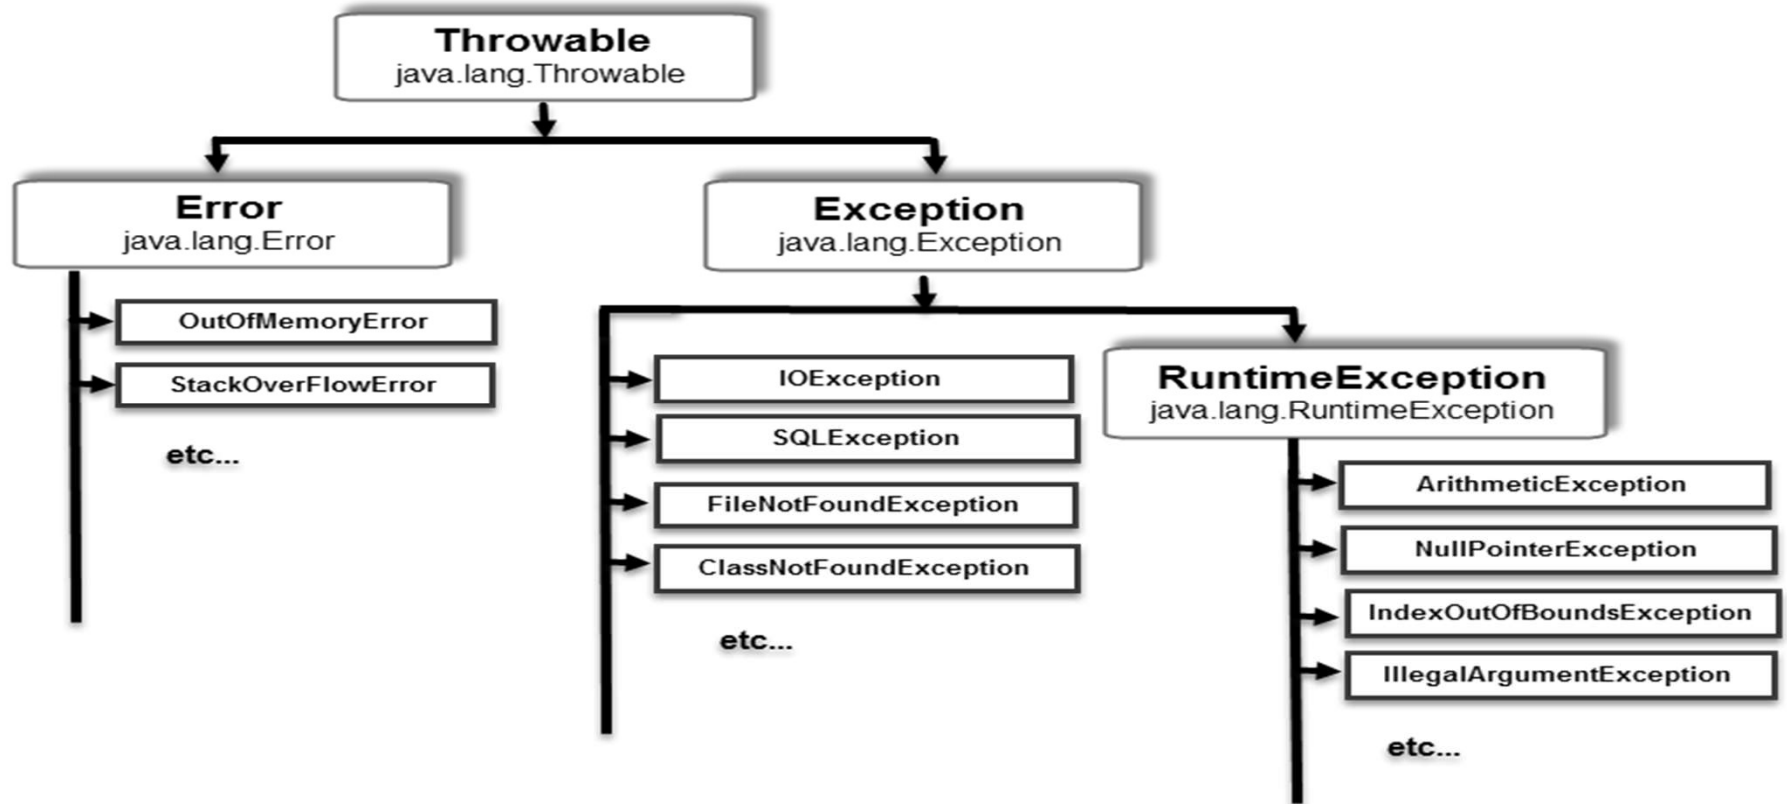 Throwable
java.lang.Throwable
Error
java.lang.Error
Exception
java.lang.Exception
OutOfMemoryError
StackOverFlowError
etc...
IOException
SQLException
FileNotFoundException
ClassNotFoundException
etc...
RuntimeException
java.lang.RuntimeException
ArithmeticException
NullPointerException
IndexOutOfBoundsException
IllegalArgumentException
etc...